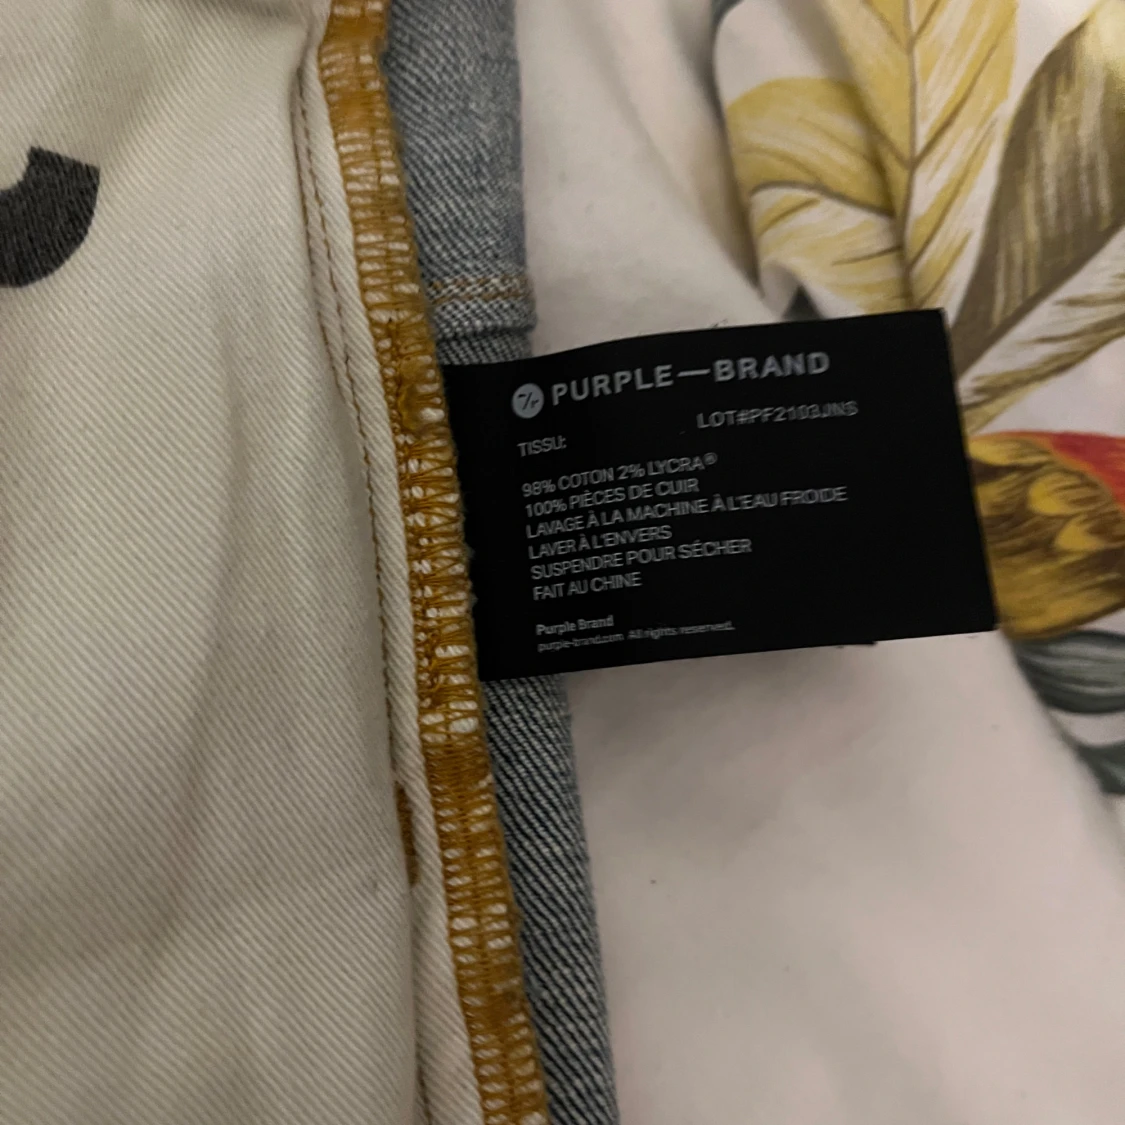 PURPLE—BRAND
LOT#PF2103JNS
TISSU:
98% COTON 2% LYCRA®
100% PIÈCES DE CUIR
LAVAGE À LA MACHINE À L'EAU FROIDE
LAVER À L'ENVERS
SUSPENDRE POUR SÉCHER
FAIT AU CHINE
Purple Brand
purple-brand.com All rights reserved.